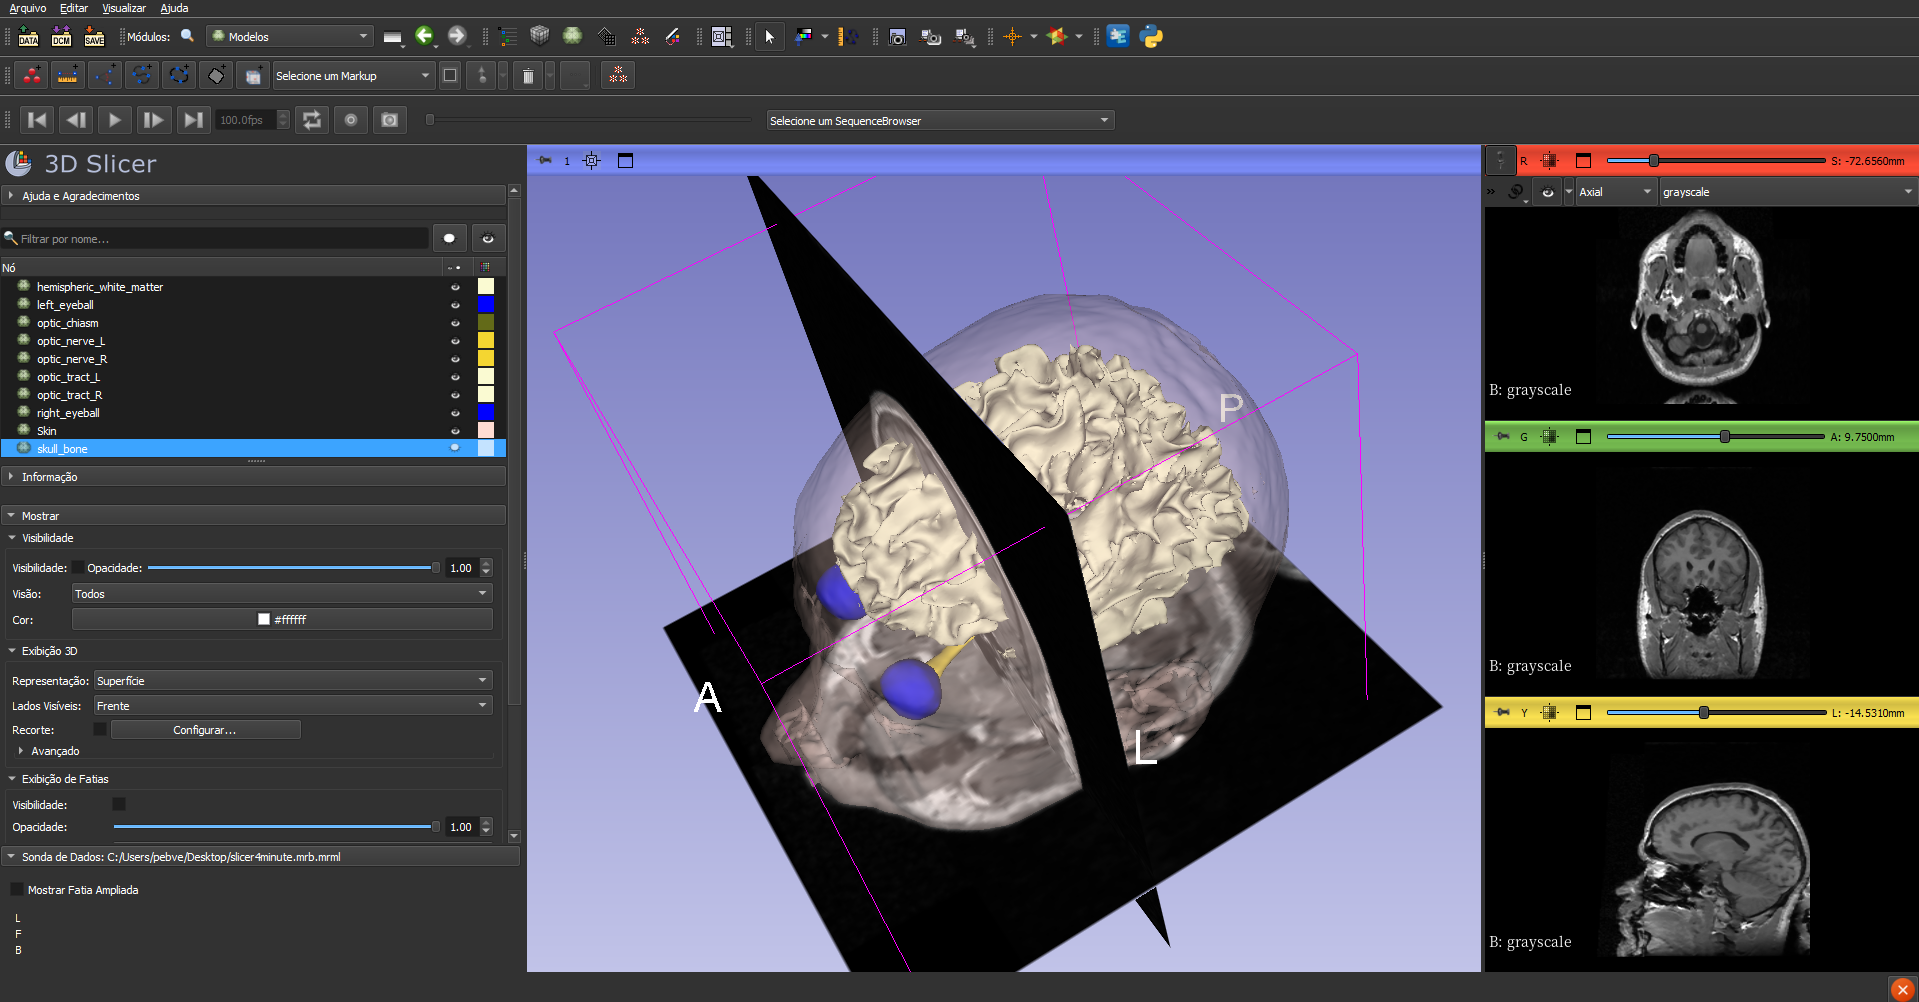 Arquivo Editar Visualizar Ajuda
DATA DCM SAVE Módulos: Modelos
Selecione um Markup
100.0fps Selecione um SequenceBrowser
3D Slicer
Ajuda e Agradecimentos
Filtrar por nome...
Nó
hemispheric_white_matter
left_eyeball
optic_chiasm
optic_nerve_L
optic_nerve_R
optic_tract_L
optic_tract_R
right_eyeball
Skin
skull_bone
Informação
Mostrar
Visibilidade
Visibilidade: Opacidade: 1.00
Visão: Todos
Cor: #ffffff
Exibição 3D
Representação: Superfície
Lados Visíveis: Frente
Recorte: Configurar...
Avançado
Exibição de Fatias
Visibilidade:
Opacidade: 1.00
Sonda de Dados: C:/Users/pebve/Desktop/slicer4minute.mrb.mrml
Mostrar Fatia Ampliada
L
F
B
1
P
A
L
R S: -72.6560mm
Axial grayscale
B: grayscale
G A: 9.7500mm
B: grayscale
Y L: -14.5310mm
B: grayscale